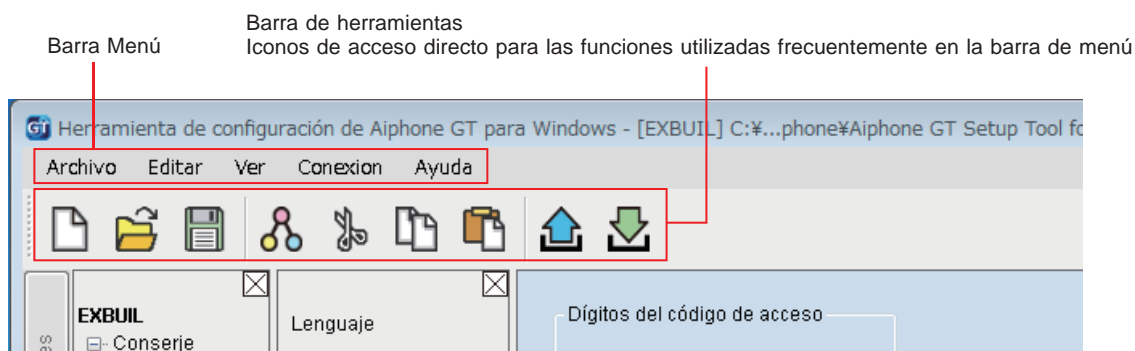 Barra de herramientas
Barra Menú
Iconos de acceso directo para las funciones utilizadas frecuentemente en la barra de menú
GT Herramienta de configuración de Aiphone GT para Windows - [EXBUIL] C:¥...phone¥Aiphone GT Setup Tool fo
Archivo Editar Ver Conexion Ayuda
EXBUIL
Lenguaje
Dígitos del código de acceso
Conserje